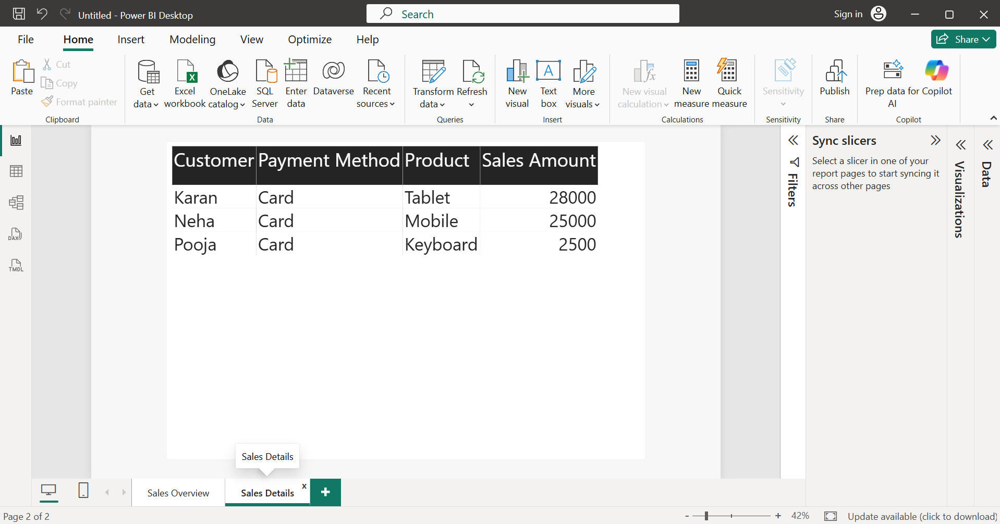 Untitled - Power BI Desktop
Search
Sign in
File Home Insert Modeling View Optimize Help
Share
Paste
Cut
Copy
Format painter
Clipboard
Get data
Excel workbook
OneLake catalog
SQL Server
Enter data
Dataverse
Recent sources
Data
Transform data
Refresh
Queries
New visual
Text box
A
More visuals
Insert
New visual calculation
New measure
Quick measure
Calculations
Sensitivity
Sensitivity
Publish
Share
Prep data for AI
Copilot
Copilot
DAX
TMDL
Customer Payment Method Product Sales Amount
Karan Card Tablet 28000
Neha Card Mobile 25000
Pooja Card Keyboard 2500
Filters
Sync slicers
Select a slicer in one of your
report pages to start syncing it
across other pages
Visualizations
Data
Sales Details
Sales Overview
Sales Details x
+
Page 2 of 2
- + 42%
Update available (click to download)